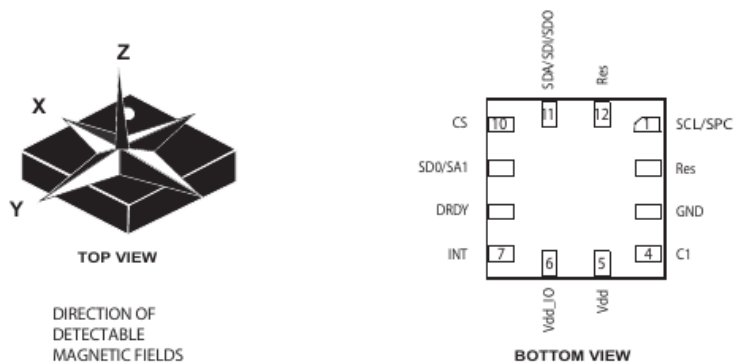 Z
X
Y
TOP VIEW
DIRECTION OF
DETECTABLE
MAGNETIC FIELDS
SDA/SDI/SDO
Res
11
12
CS
10
1
SCL/SPC
SD0/SA1
Res
DRDY
GND
INT
7
4
C1
6
5
Vdd_IO
Vdd
BOTTOM VIEW